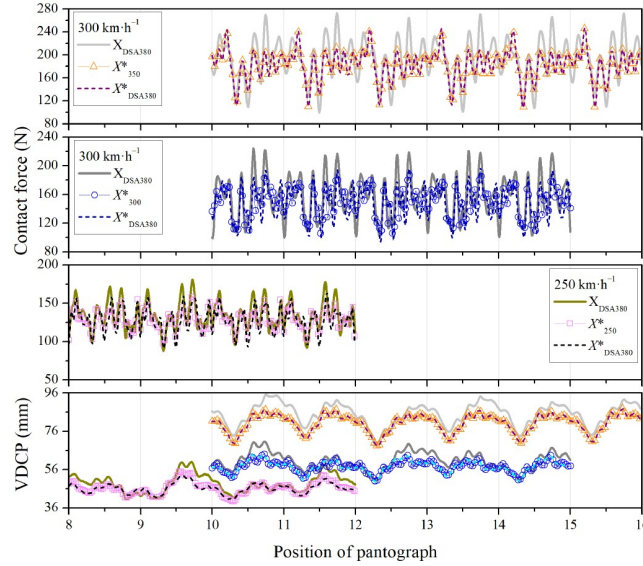 280
240
200
160
120
80
300 km·h⁻¹
X_DSA380
X*_350
X*_DSA380
240
200
160
120
80
300 km·h⁻¹
X_DSA380
X*_300
X*_DSA380
Contact force (N)
200
150
100
50
250 km·h⁻¹
X_DSA380
X*_250
X*_DSA380
96
76
56
36
VDCP (mm)
8 9 10 11 12 13 14 15 16
Position of pantograph